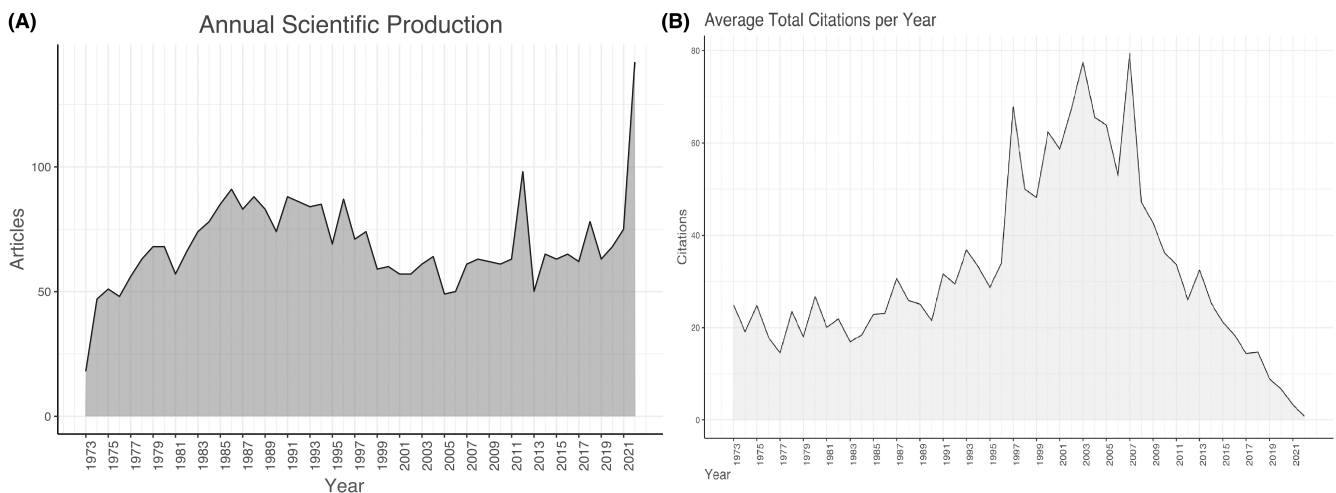 (A)
Annual Scientific Production
Articles
100
50
0
1973 1975 1977 1979 1981 1983 1985 1987 1989 1991 1993 1995 1997 1999 2001 2003 2005 2007 2009 2011 2013 2015 2017 2019 2021
Year
(B)
Average Total Citations per Year
Citations
80
60
40
20
0
1973 1975 1977 1979 1981 1983 1985 1987 1989 1991 1993 1995 1997 1999 2001 2003 2005 2007 2009 2011 2013 2015 2017 2019 2021
Year